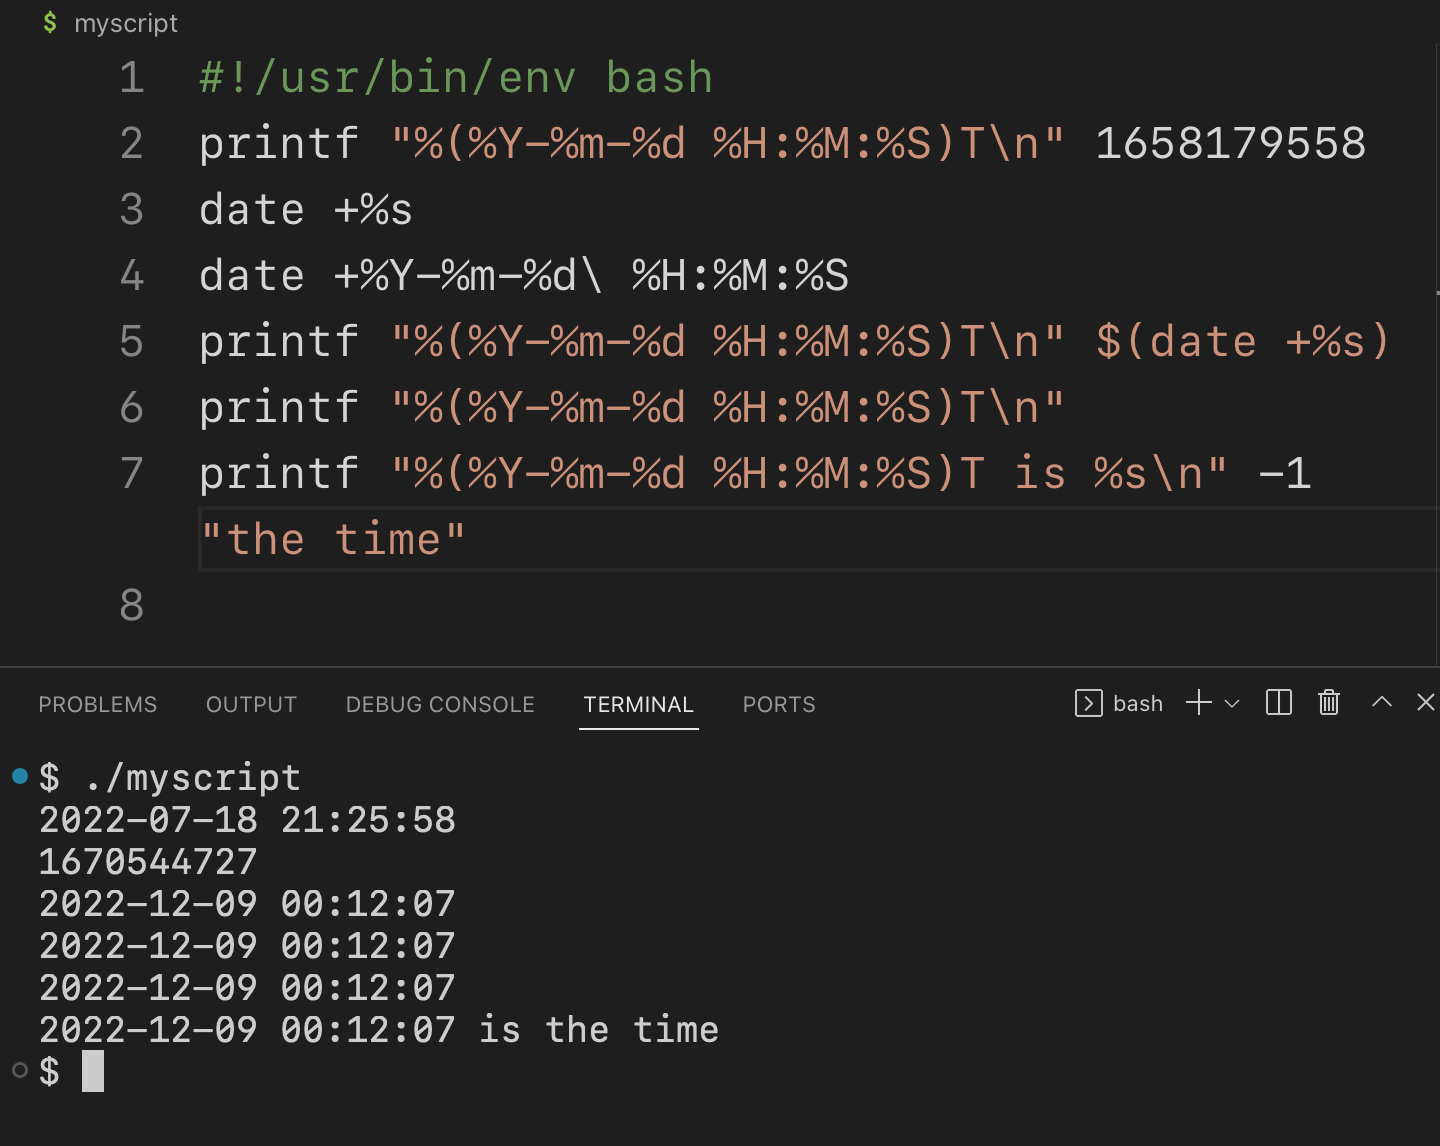 $ myscript
1 #!/usr/bin/env bash
2 printf "%(%Y-%m-%d %H:%M:%S)T\n" 1658179558
3 date +%s
4 date +%Y-%m-%d\ %H:%M:%S
5 printf "%(%Y-%m-%d %H:%M:%S)T\n" $(date +%s)
6 printf "%(%Y-%m-%d %H:%M:%S)T\n"
7 printf "%(%Y-%m-%d %H:%M:%S)T is %s\n" -1
"the time"
8
PROBLEMS OUTPUT DEBUG CONSOLE TERMINAL PORTS bash
$ ./myscript
2022-07-18 21:25:58
1670544727
2022-12-09 00:12:07
2022-12-09 00:12:07
2022-12-09 00:12:07
2022-12-09 00:12:07 is the time
$